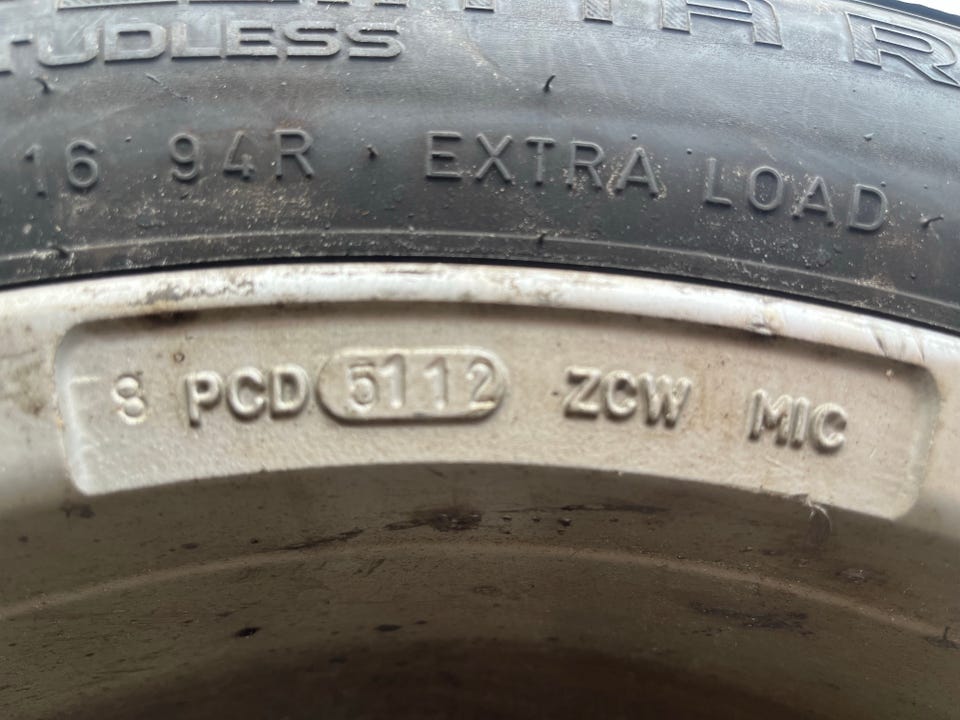 TUDLESS
16 94R EXTRA LOAD
8 PCD 5112 ZCW MIC